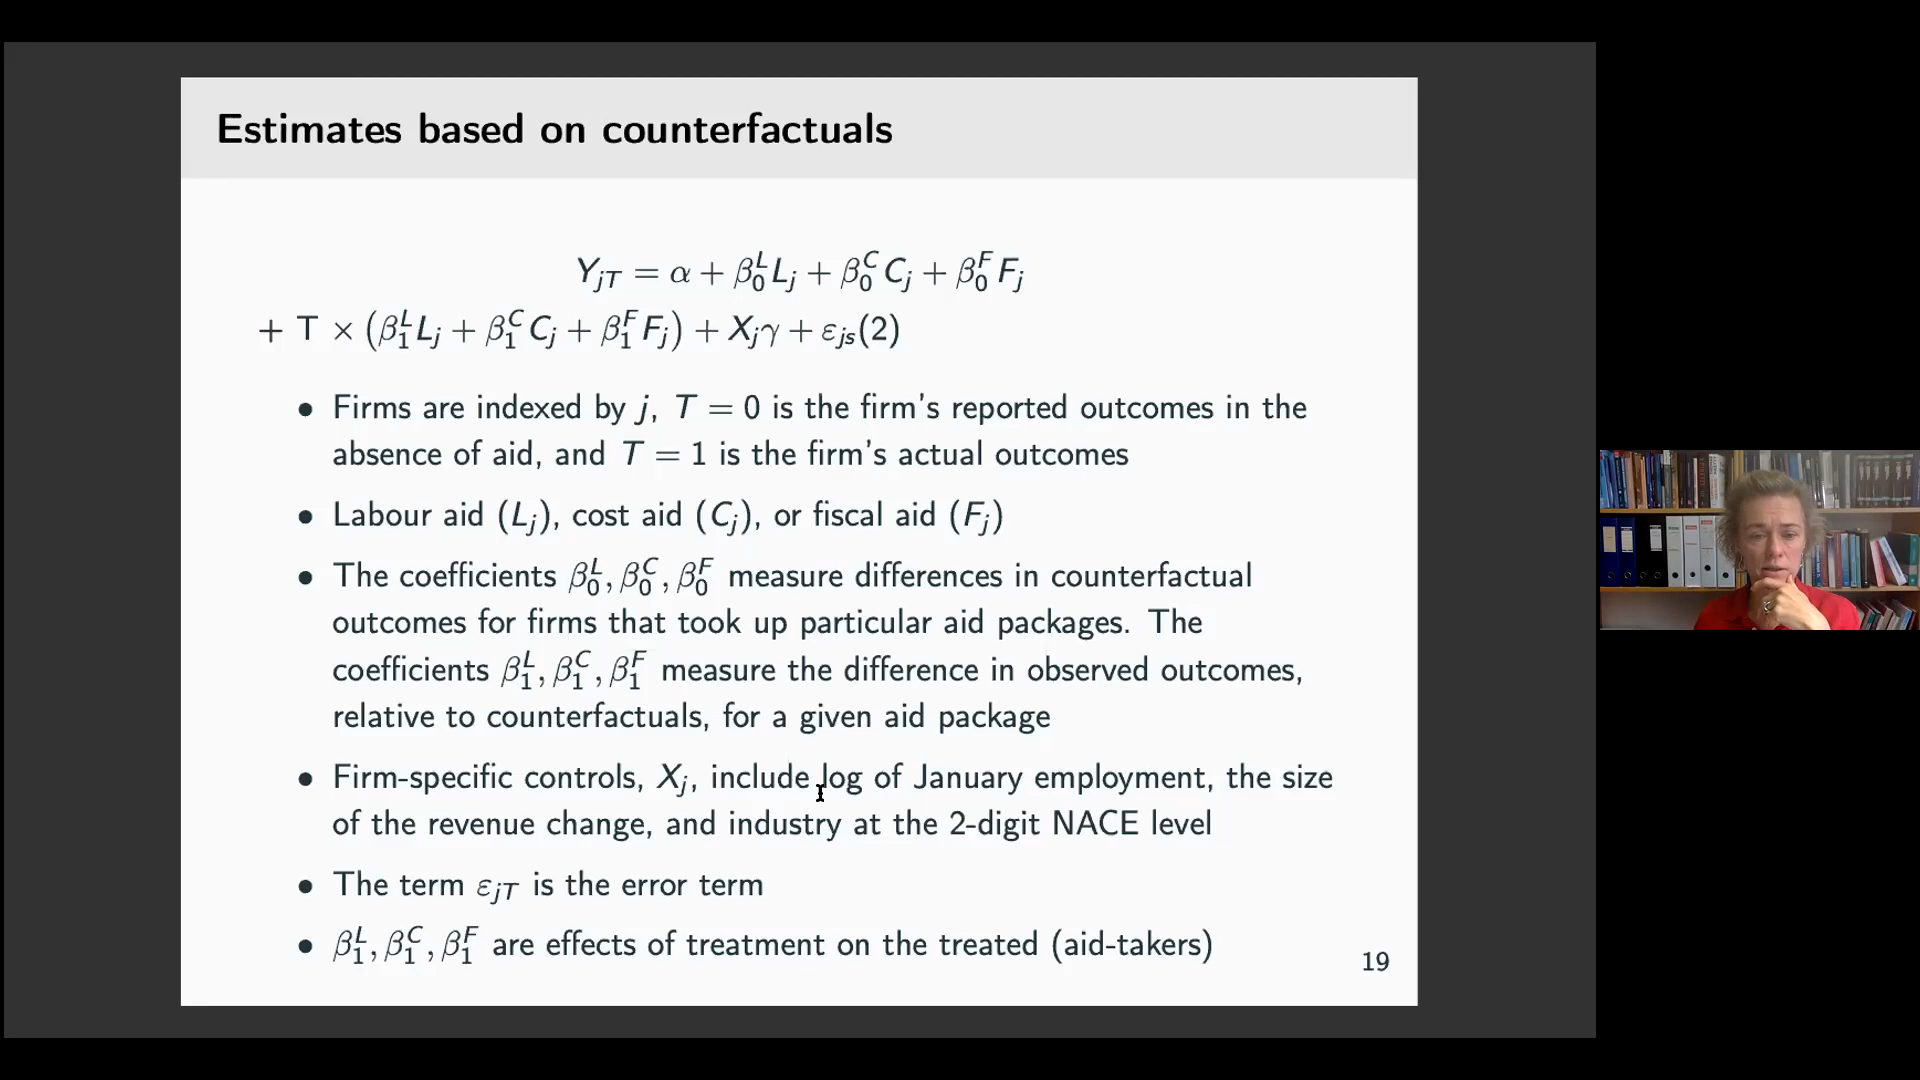 Estimates based on counterfactuals
Y_{jT} = α + β_0^L L_j + β_0^C C_j + β_0^F F_j
+ T × (β_1^L L_j + β_1^C C_j + β_1^F F_j) + X_jγ + ε_{js}(2)
• Firms are indexed by j, T = 0 is the firm's reported outcomes in the
absence of aid, and T = 1 is the firm's actual outcomes
• Labour aid (L_j), cost aid (C_j), or fiscal aid (F_j)
• The coefficients β_0^L, β_0^C, β_0^F measure differences in counterfactual
outcomes for firms that took up particular aid packages. The
coefficients β_1^L, β_1^C, β_1^F measure the difference in observed outcomes,
relative to counterfactuals, for a given aid package
• Firm-specific controls, X_j, include log of January employment, the size
of the revenue change, and industry at the 2-digit NACE level
• The term ε_{jT} is the error term
• β_1^L, β_1^C, β_1^F are effects of treatment on the treated (aid-takers)
19